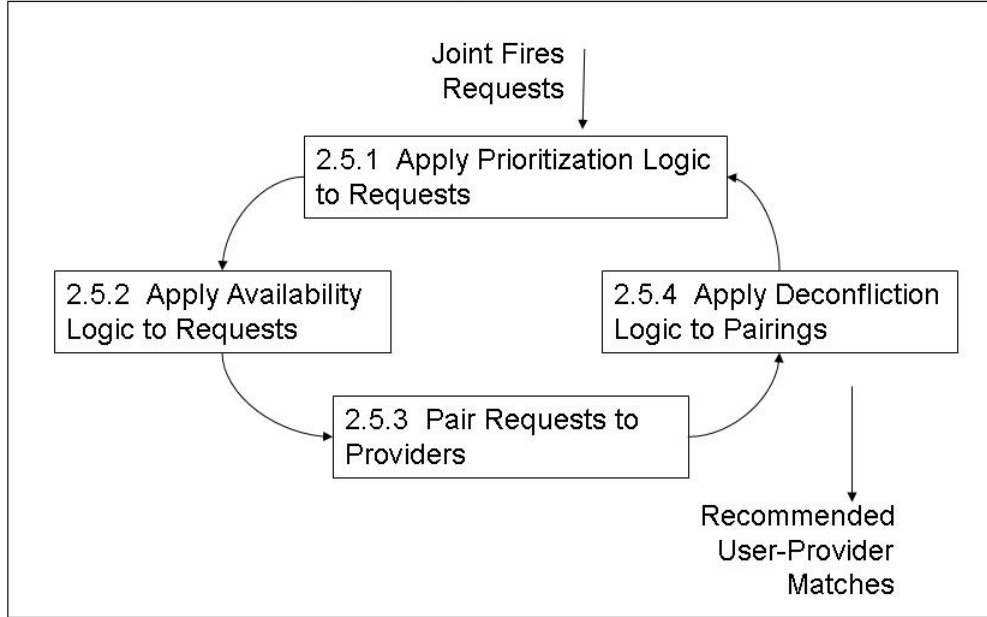 Joint Fires
Requests
2.5.1 Apply Prioritization Logic
to Requests
2.5.2 Apply Availability
Logic to Requests
2.5.4 Apply Deconfliction
Logic to Pairings
2.5.3 Pair Requests to
Providers
Recommended
User-Provider
Matches